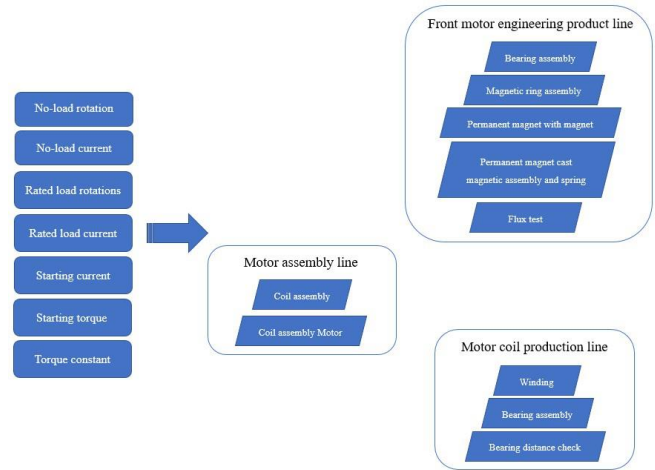 No-load rotation
No-load current
Rated load rotations
Rated load current
Starting current
Starting torque
Torque constant
Motor assembly line
Coil assembly
Coil assembly Motor
Front motor engineering product line
Bearing assembly
Magnetic ring assembly
Permanent magnet with magnet
Permanent magnet cast
magnetic assembly and spring
Flux test
Motor coil production line
Winding
Bearing assembly
Bearing distance check